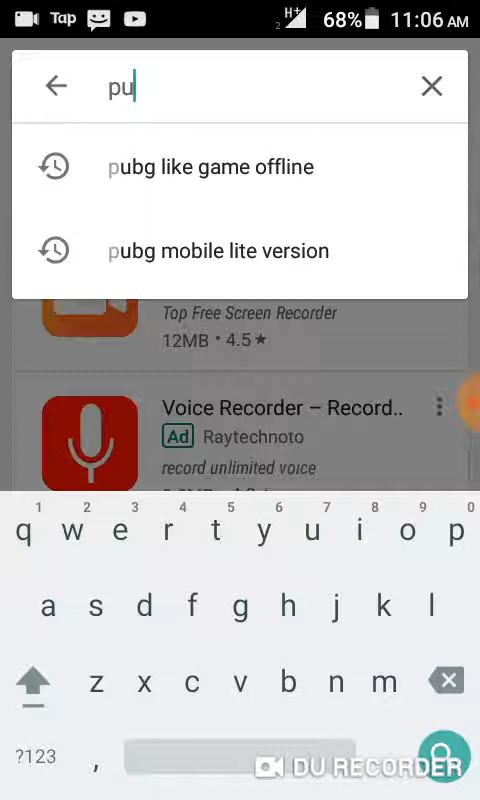 Tap 2 H+ 68% 11:06 AM
pu
pubg like game offline
pubg mobile lite version
Top Free Screen Recorder
12MB · 4.5 ★
Voice Recorder – Record..
Ad Raytechnoto
record unlimited voice
1 2 3 4 5 6 7 8 9 0
q w e r t y u i o p
a s d f g h j k l
z x c v b n m
?123 ,
DU RECORDER